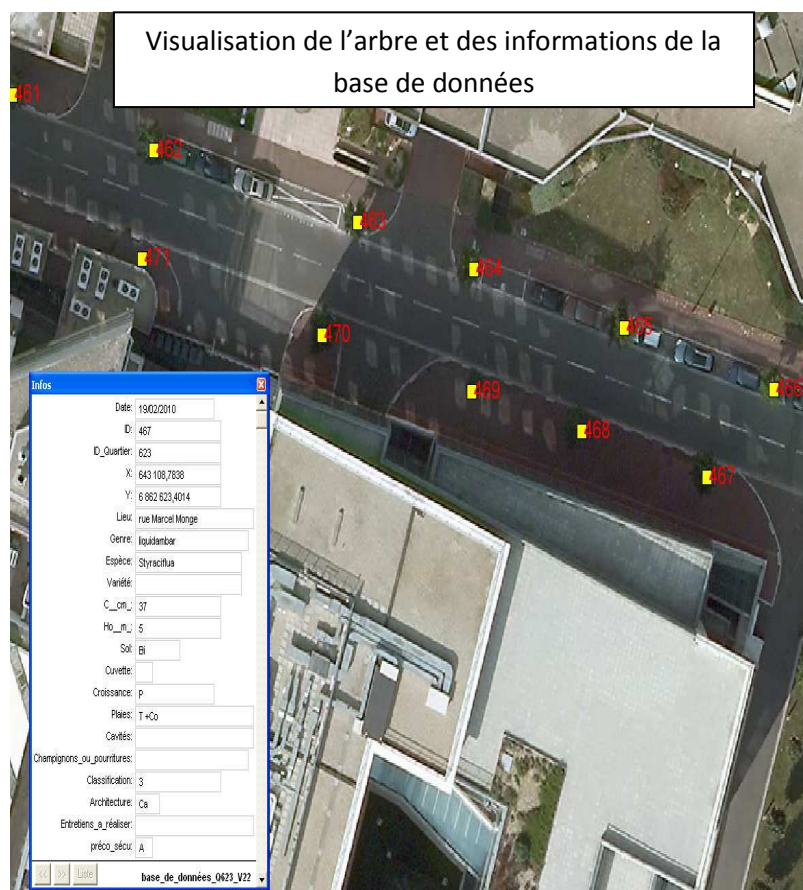 Visualisation de l'arbre et des informations de la
base de données
461
462
463
471
464
470
465
469
466
468
467
Infos
Date: 19/02/2010
ID: 467
ID_Quartier: 623
X: 643 108,7838
Y: 6 862 623,4014
Lieu: rue Marcel Monge
Genre: liquidambar
Espèce: Styraciflua
Variété:
C__cm_: 37
Ho__m_: 5
Sol: Bi
Cuvette:
Croissance: P
Plaies: T +Co
Cavités:
Champignons_ou_pourritures:
Classification: 3
Architecture: Ca
Entretiens_a_réaliser:
préco_sécu: A
<< >> Liste base_de_données_Q623_V22